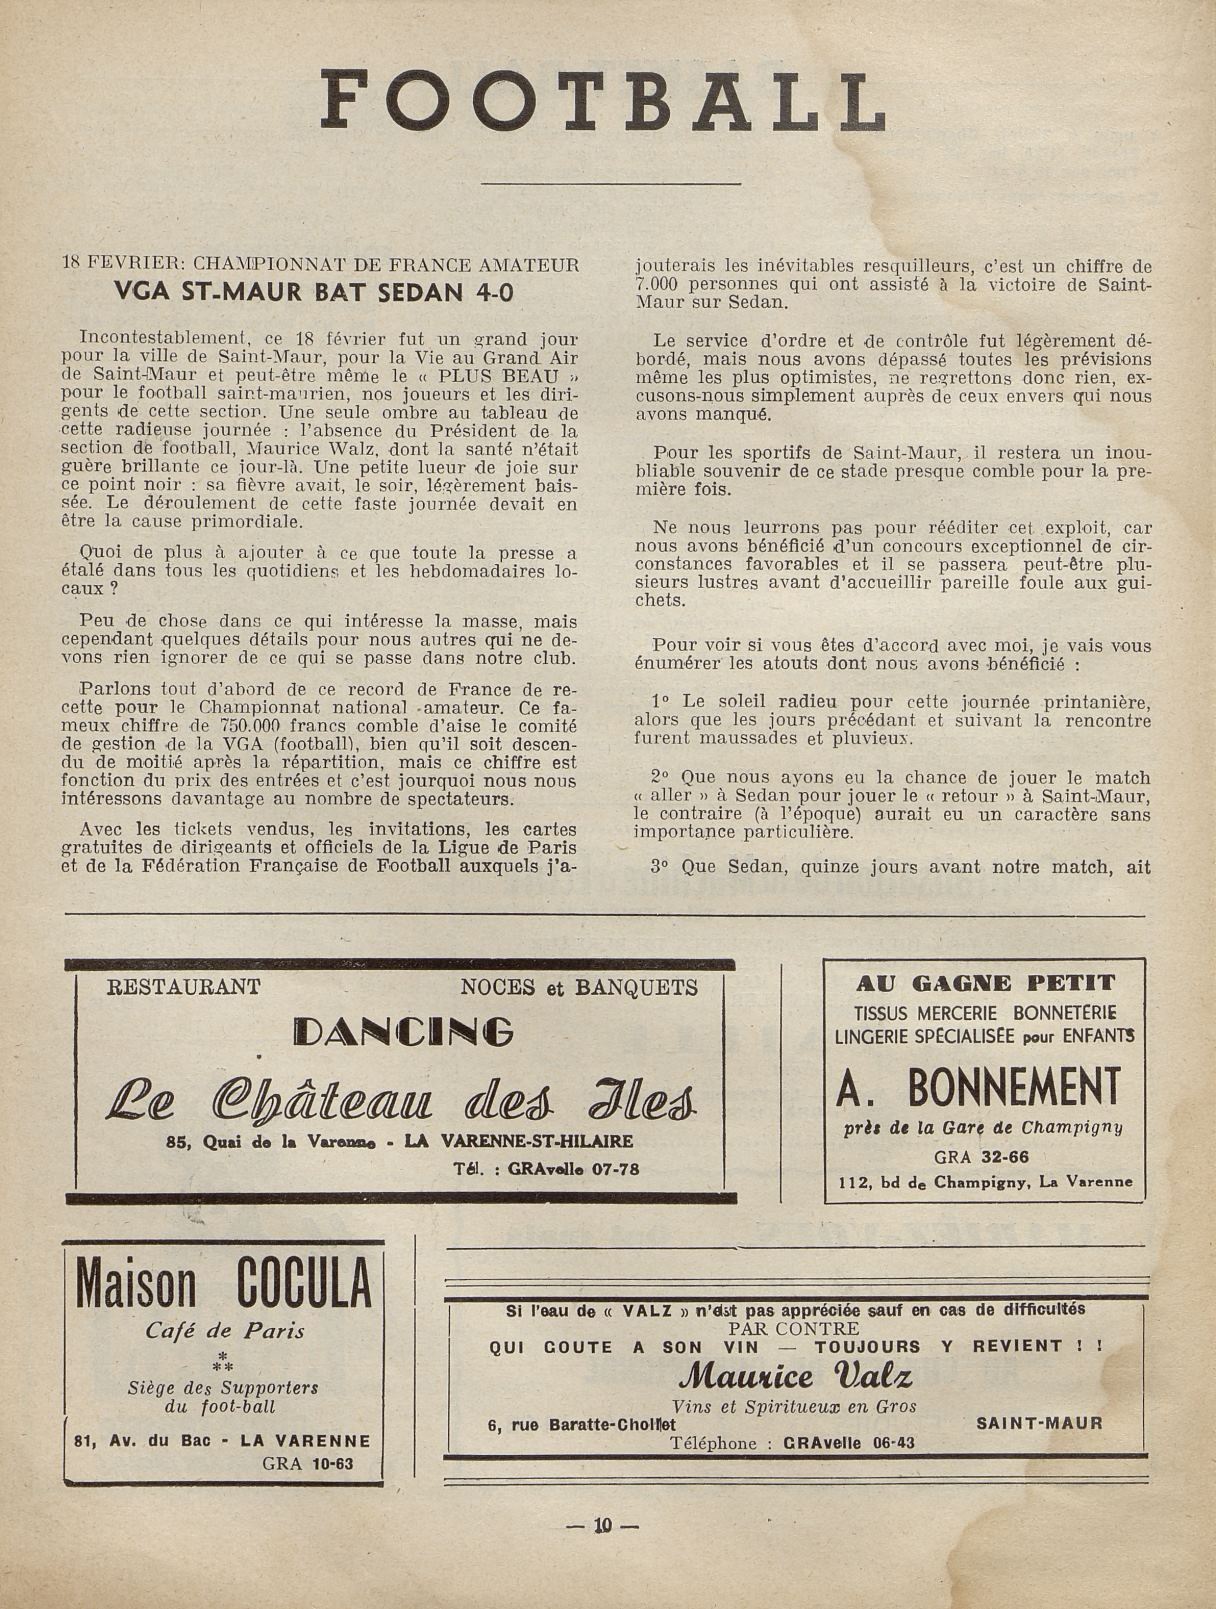 FOOTBALL
18 FEVRIER: CHAMPIONNAT DE FRANCE AMATEUR
VGA ST-MAUR BAT SEDAN 4-0
Incontestablement, ce 18 février fut un grand jour
pour la ville de Saint-Maur, pour la Vie au Grand Air
de Saint-Maur et peut-être même le « PLUS BEAU »
pour le football saint-maurien, nos joueurs et les diri-
gents de cette section. Une seule ombre au tableau de
cette radieuse journée : l'absence du Président de la
section de football, Maurice Walz, dont la santé n'était
guère brillante ce jour-là. Une petite lueur de joie sur
ce point noir : sa fièvre avait, le soir, légèrement bais-
sée. Le déroulement de cette faste journée devait en
être la cause primordiale.
Quoi de plus à ajouter à ce que toute la presse a
étalé dans tous les quotidiens et les hebdomadaires lo-
caux ?
Peu de chose dans ce qui intéresse la masse, mais
cependant quelques détails pour nous autres qui ne de-
vons rien ignorer de ce qui se passe dans notre club.
Parlons tout d'abord de ce record de France de re-
cette pour le Championnat national amateur. Ce fa-
meux chiffre de 750.000 francs comble d'aise le comité
de gestion de la VGA (football), bien qu'il soit descen-
du de moitié après la répartition, mais ce chiffre est
fonction du prix des entrées et c'est pourquoi nous nous
intéressons davantage au nombre de spectateurs.
Avec les tickets vendus, les invitations, les cartes
gratuites de dirigeants et officiels de la Ligue de Paris
et de la Fédération Française de Football auxquels j'a-
jouterais les inévitables resquilleurs, c'est un chiffre de
7.000 personnes qui ont assisté à la victoire de Saint-
Maur sur Sedan.
Le service d'ordre et de contrôle fut légèrement dé-
bordé, mais nous avons dépassé toutes les prévisions
même les plus optimistes, ne regrettons donc rien, ex-
cusons-nous simplement auprès de ceux envers qui nous
avons manqué.
Pour les sportifs de Saint-Maur, il restera un inou-
bliable souvenir de ce stade presque comble pour la pre-
mière fois.
Ne nous leurrons pas pour rééditer cet exploit, car
nous avons bénéficié d'un concours exceptionnel de cir-
constances favorables et il se passera peut-être plu-
sieurs lustres avant d'accueillir pareille foule aux gui-
chets.
Pour voir si vous êtes d'accord avec moi, je vais vous
énumérer les atouts dont nous avons bénéficié :
1° Le soleil radieu pour cette journée printanière,
alors que les jours précédant et suivant la rencontre
furent maussades et pluvieux.
2° Que nous ayons eu la chance de jouer le match
« aller » à Sedan pour jouer le « retour » à Saint-Maur,
le contraire (à l'époque) aurait eu un caractère sans
importance particulière.
3° Que Sedan, quinze jours avant notre match, ait
RESTAURANT NOCES et BANQUETS
DANCING
Le Château des Iles
85, Quai de la Varenne - LA VARENNE-ST-HILAIRE
Tél. : GRAvelle 07-78
AU GAGNE PETIT
TISSUS MERCERIE BONNETERIE
LINGERIE SPÉCIALISÉE pour ENFANTS
A. BONNEMENT
près de la Gare de Champigny
GRA 32-66
112, bd de Champigny, La Varenne
Maison COCULA
Café de Paris
*
**
Siège des Supporters
du foot-ball
81, Av. du Bac - LA VARENNE
GRA 10-63
Si l'eau de « VALZ » n'est pas appréciée sauf en cas de difficultés
PAR CONTRE
QUI GOUTE A SON VIN — TOUJOURS Y REVIENT ! !
Maurice Valz
Vins et Spiritueux en Gros
6, rue Baratte-Chollet SAINT-MAUR
Téléphone : GRAvelle 06-43
— 10 —